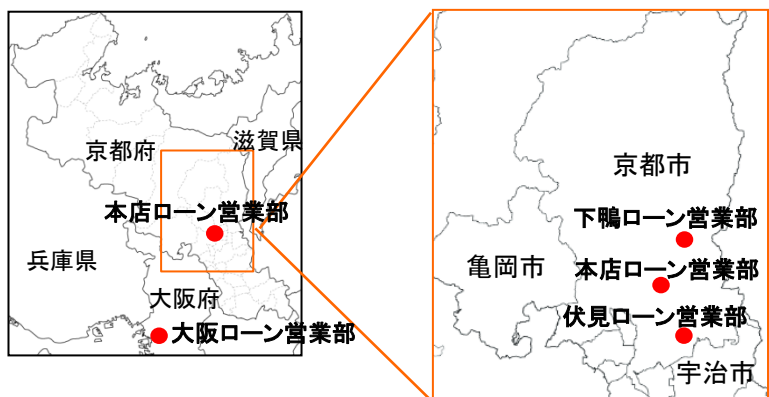 滋賀県
京都府
本店ローン営業部
兵庫県
大阪府
大阪ローン営業部
京都市
下鴨ローン営業部
亀岡市
本店ローン営業部
伏見ローン営業部
宇治市